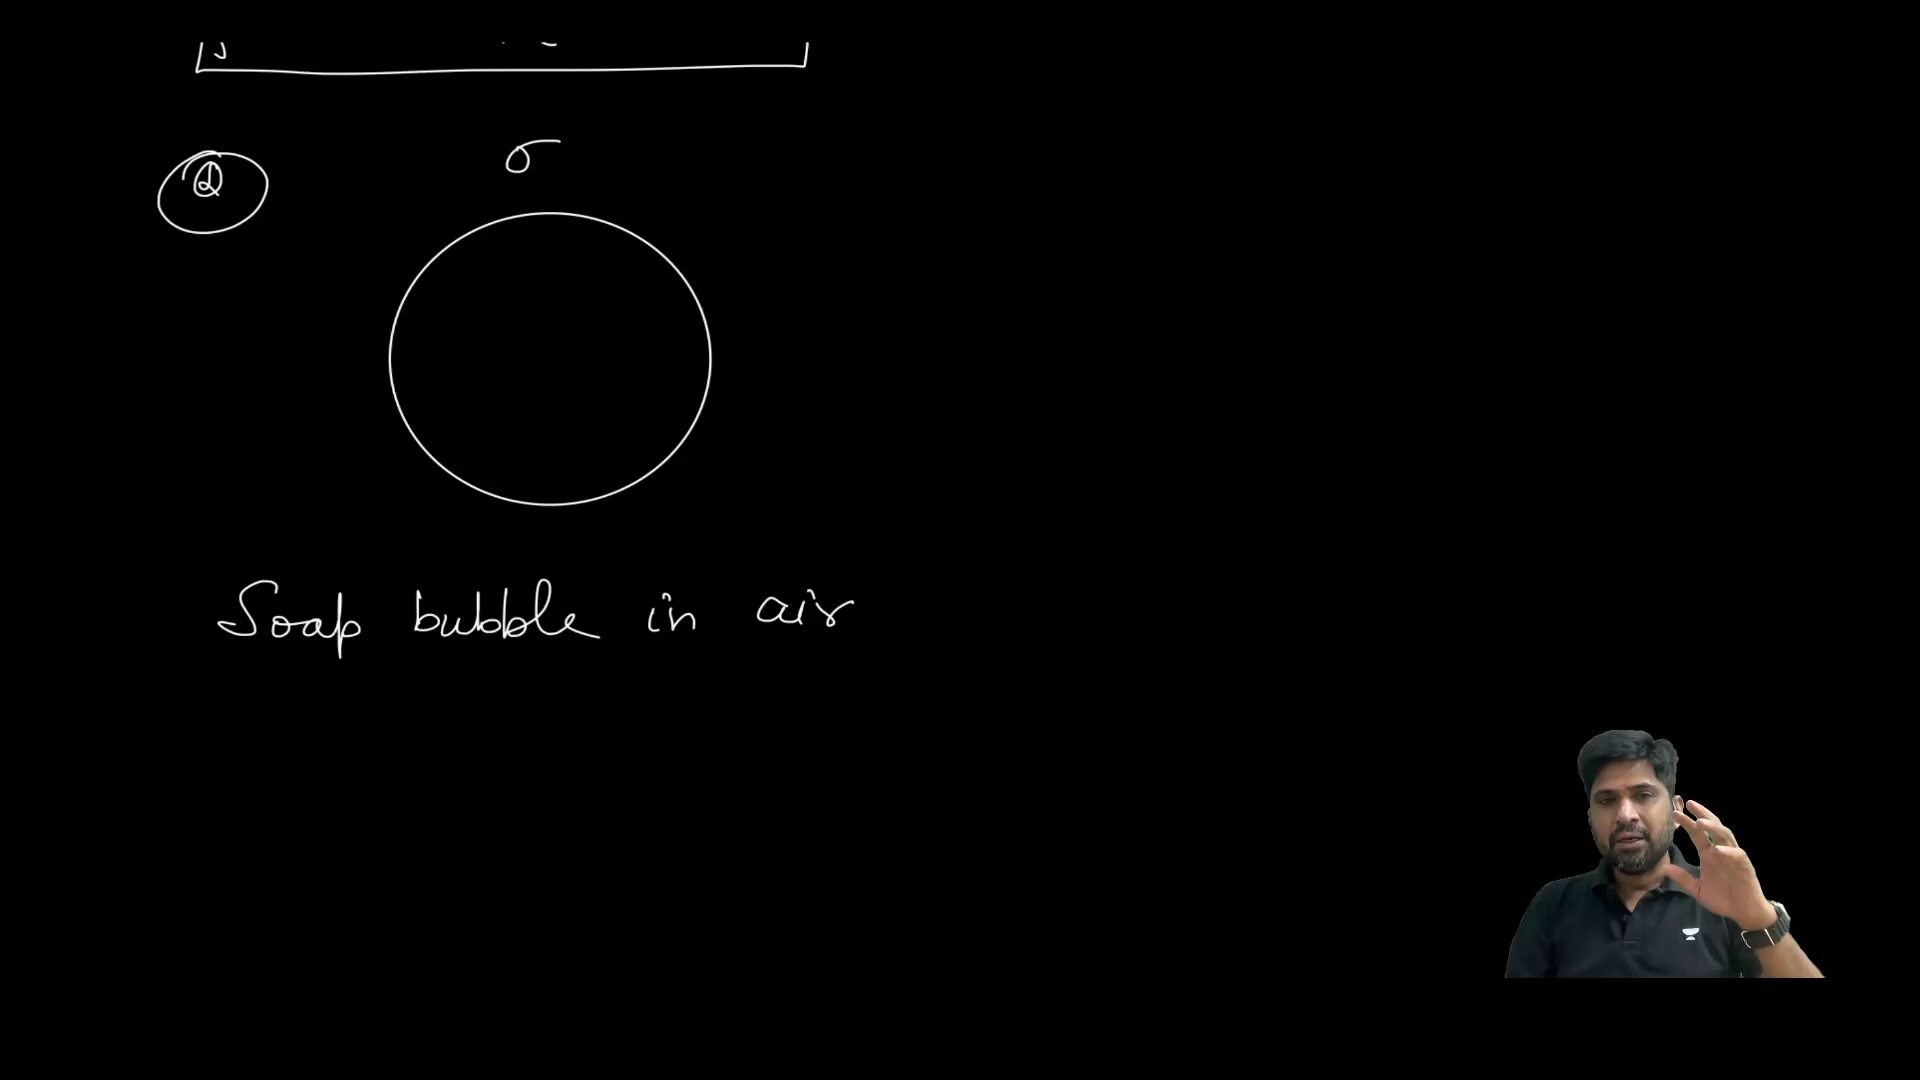 Q
σ
Soap bubble in air